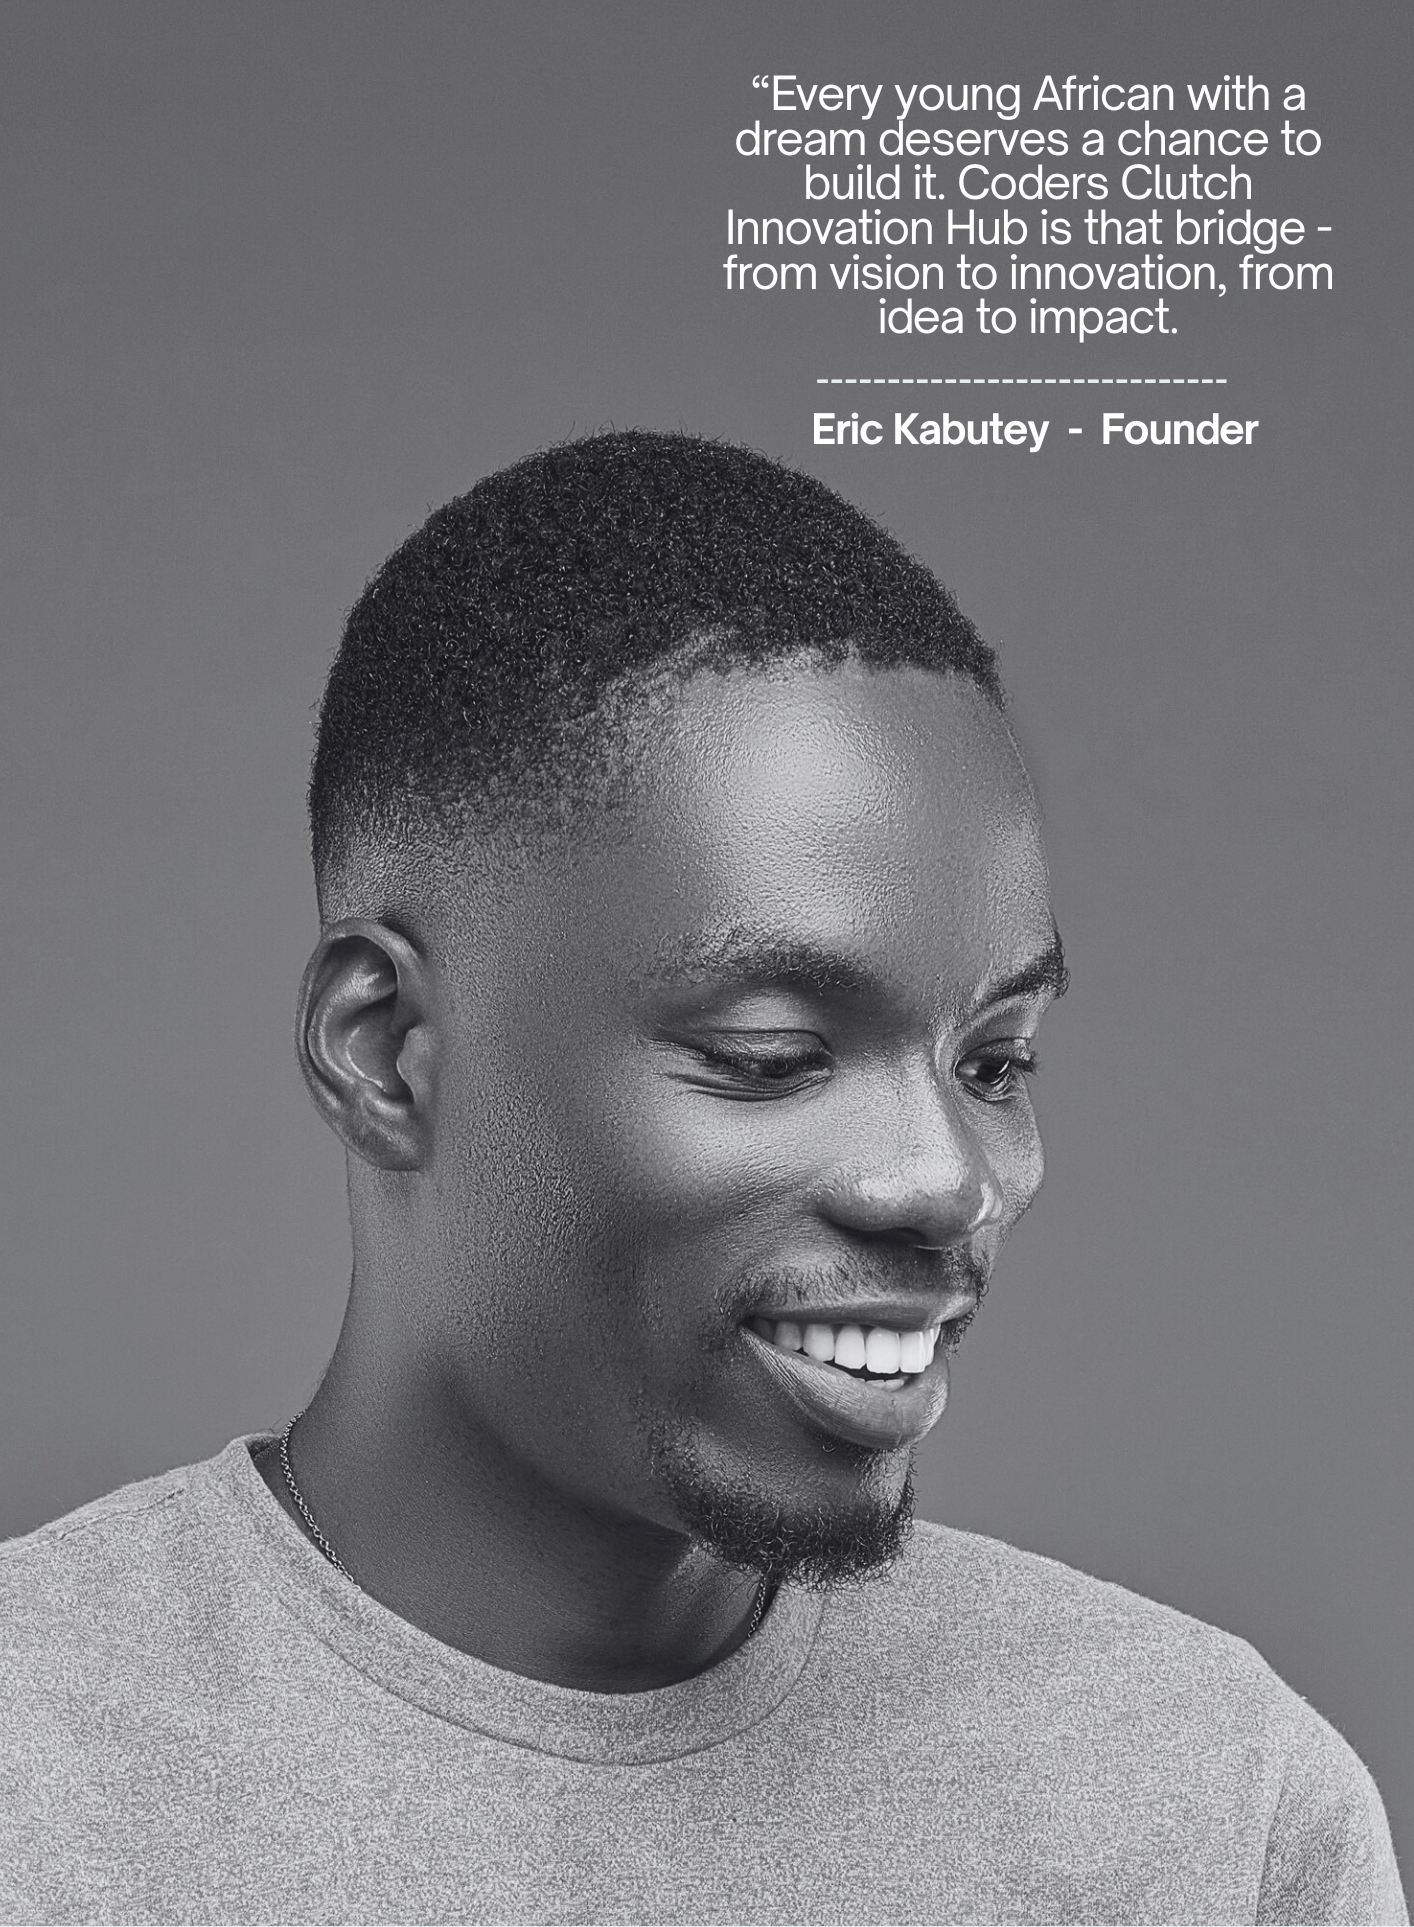 “Every young African with a
dream deserves a chance to
build it. Coders Clutch
Innovation Hub is that bridge -
from vision to innovation, from
idea to impact.
-----------------------------
Eric Kabutey - Founder